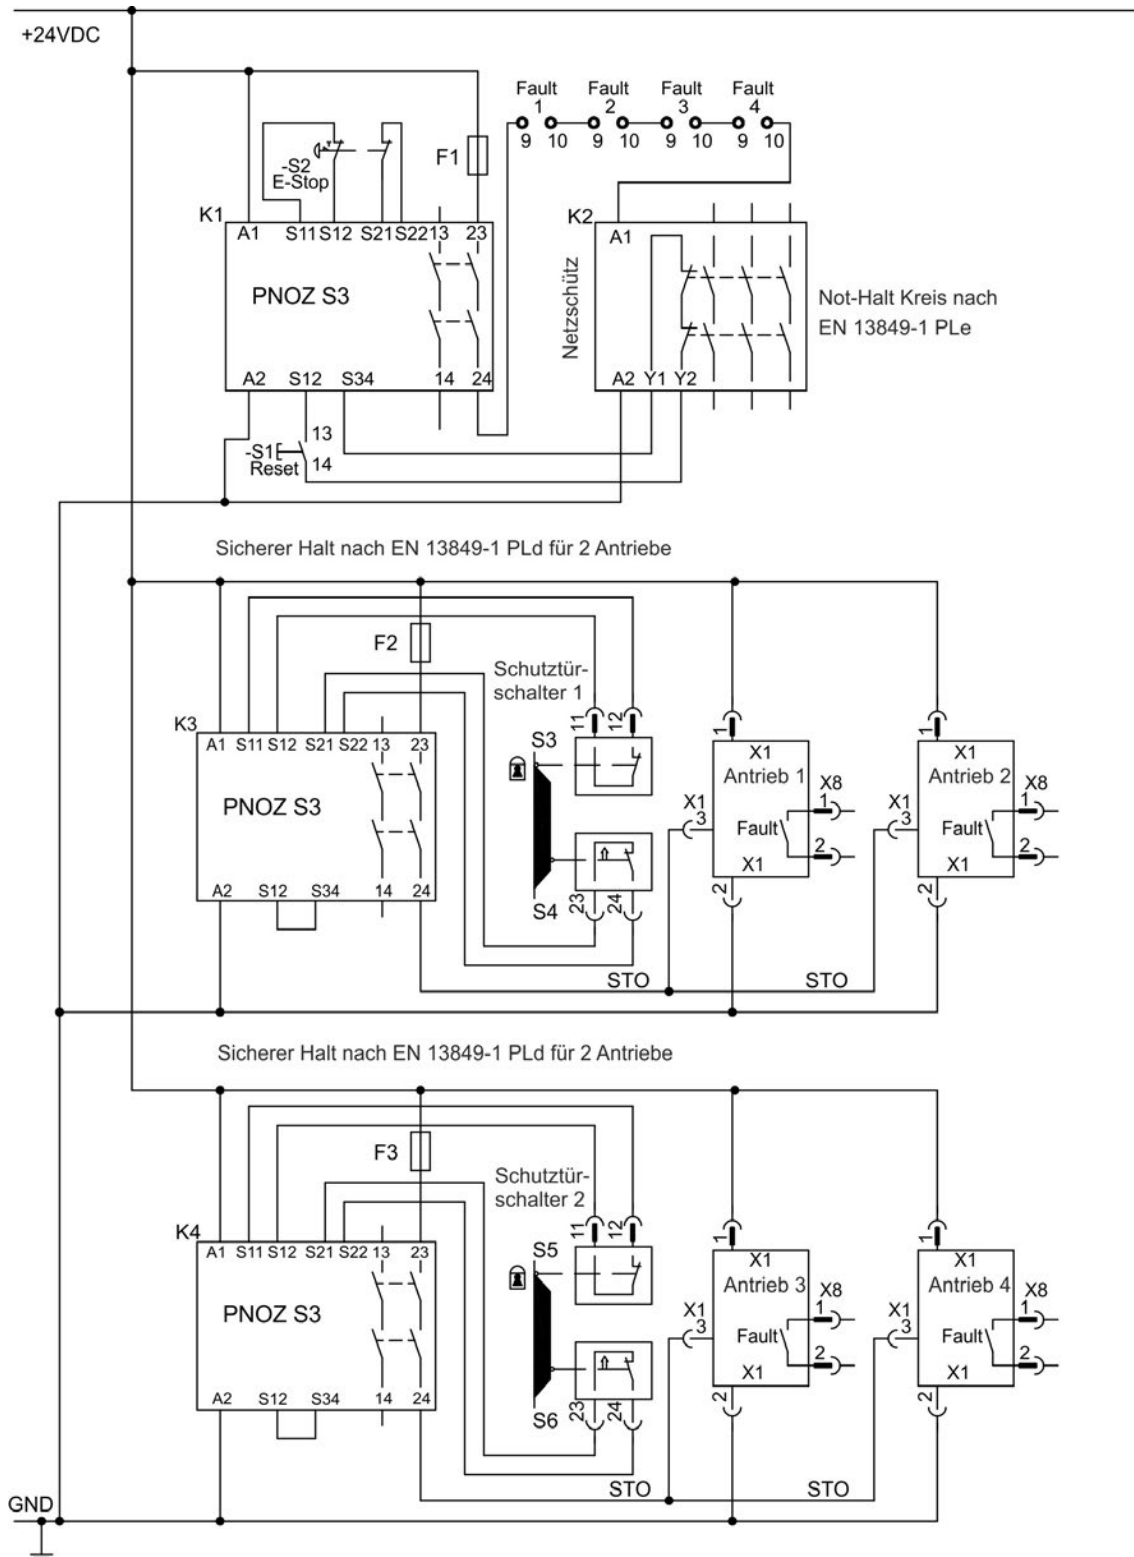 +24VDC
Fault Fault Fault Fault
1 2 3 4
9 10 9 10 9 10 9 10
F1
-S2
E-Stop
K1
A1 S11 S12 S21 S22 13 23
PNOZ S3
A2 S12 S34 14 24
K2
A1
Netzschütz
A2 Y1 Y2
Not-Halt Kreis nach
EN 13849-1 PLe
13
-S1
Reset
14
Sicherer Halt nach EN 13849-1 PLd für 2 Antriebe
F2
Schutztür-
schalter 1
K3
A1 S11 S12 S21 S22 13 23
PNOZ S3
A2 S12 S34 14 24
11 12
S3
S4
23 24
1
X1
Antrieb 1
X1
3
Fault
X8
1
2
X1
2
1
X1
Antrieb 2
X1
3
Fault
X8
1
2
X1
2
STO STO
Sicherer Halt nach EN 13849-1 PLd für 2 Antriebe
F3
Schutztür-
schalter 2
K4
A1 S11 S12 S21 S22 13 23
PNOZ S3
A2 S12 S34 14 24
11 12
S5
S6
23 24
1
X1
Antrieb 3
X1
3
Fault
X8
1
2
X1
2
1
X1
Antrieb 4
X1
3
Fault
X8
1
2
X1
2
STO STO
GND